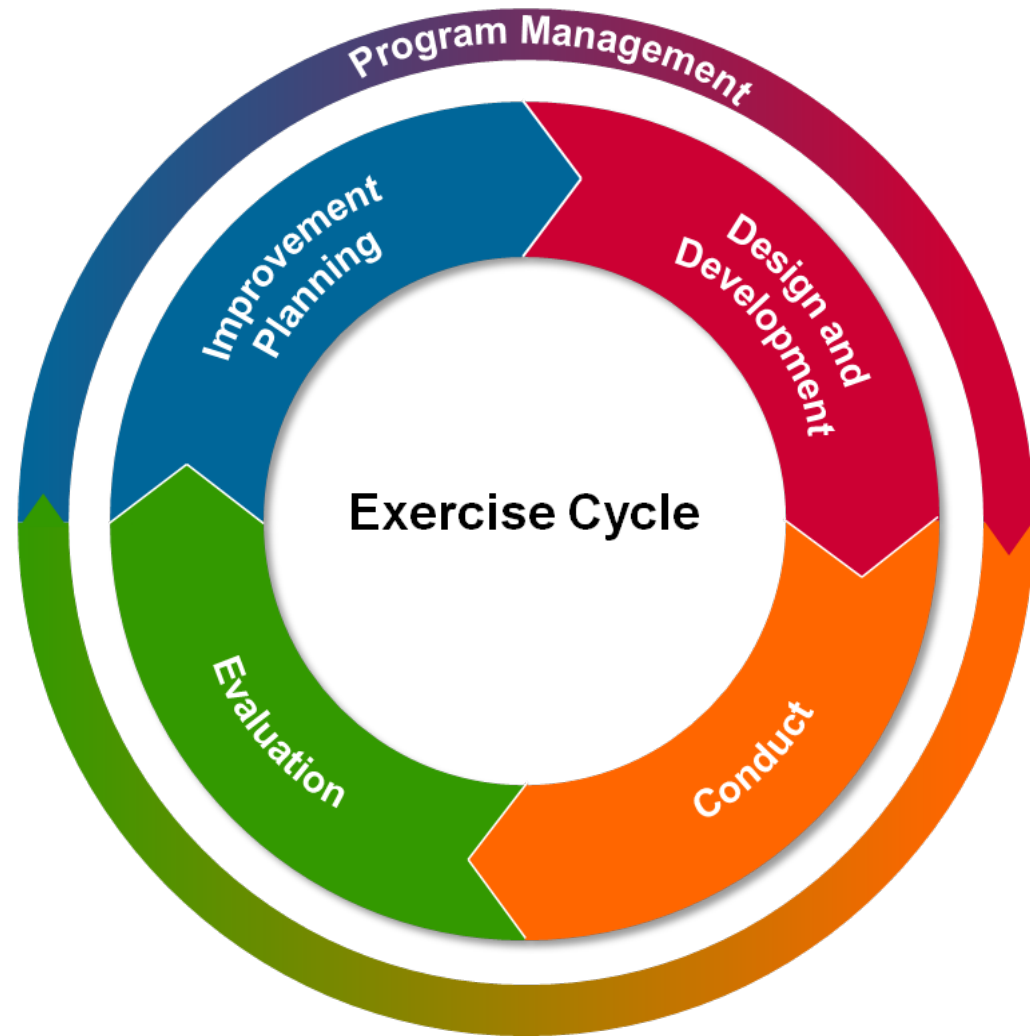 Program Management
Improvement
Planning
Design and
Development
Exercise Cycle
Evaluation
Conduct